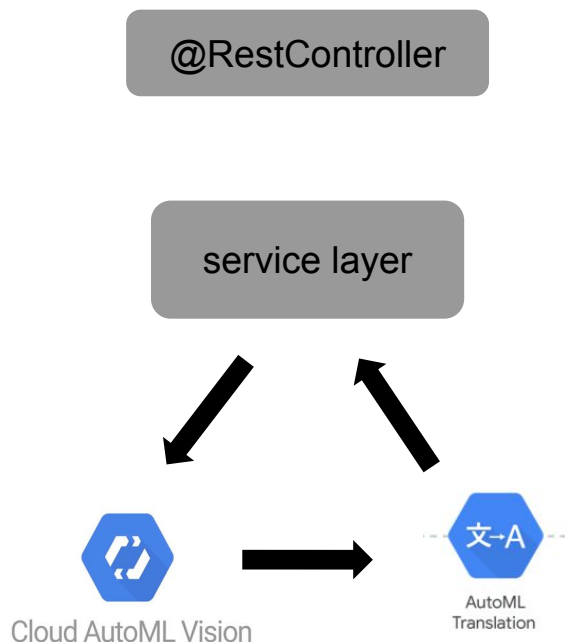 @RestController
service layer
文→A
Cloud AutoML Vision
AutoML
Translation